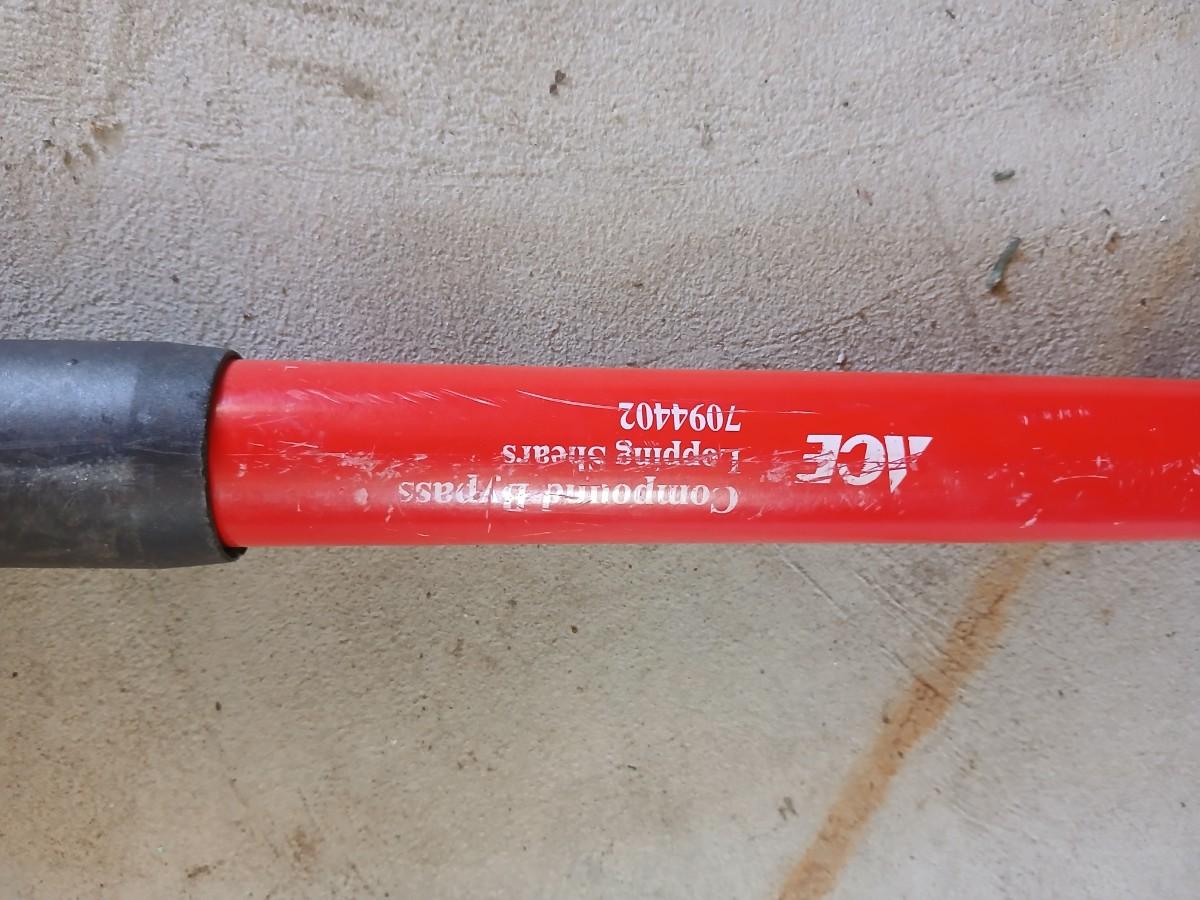 ACE
Compound Bypass
Lopping Shears
7094402